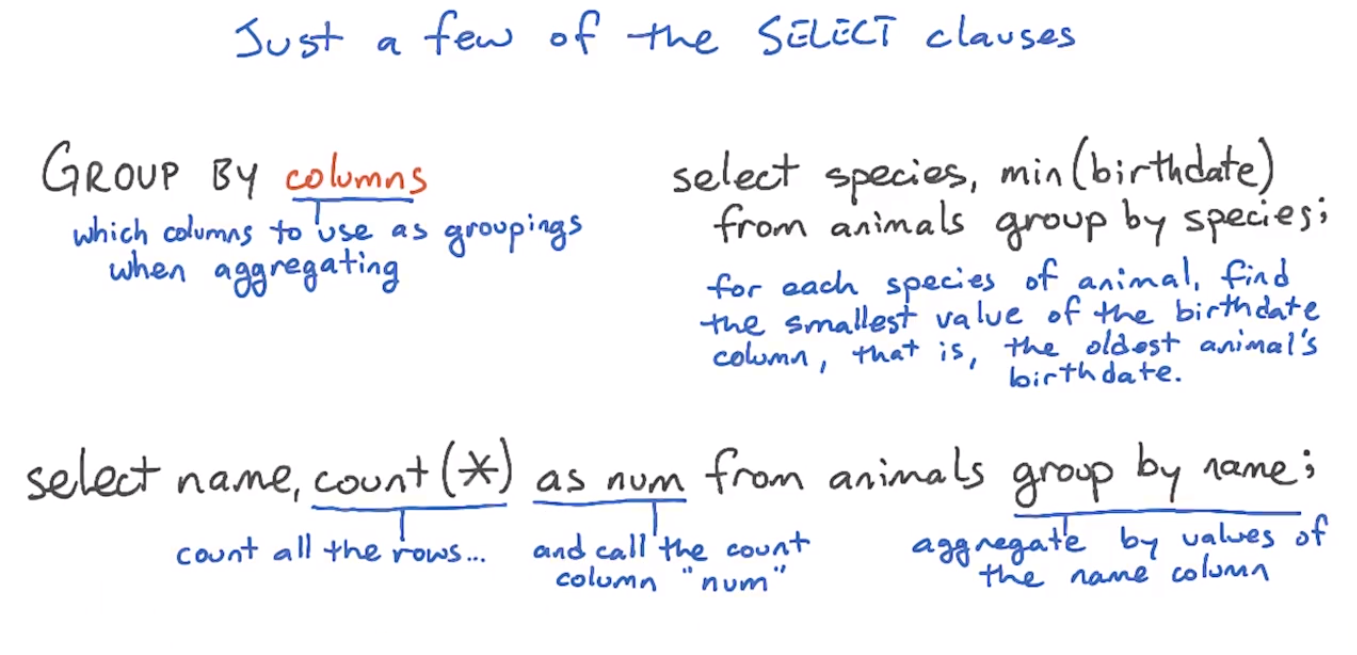 Just a few of the SELECT clauses
GROUP BY columns
which columns to use as groupings
when aggregating
select species, min(birthdate)
from animals group by species;
for each species of animal, find
the smallest value of the birthdate
column, that is, the oldest animal's
birthdate.
select name, count(*) as num from animals group by name;
count all the rows...
and call the count
column "num"
aggregate by values of
the name column